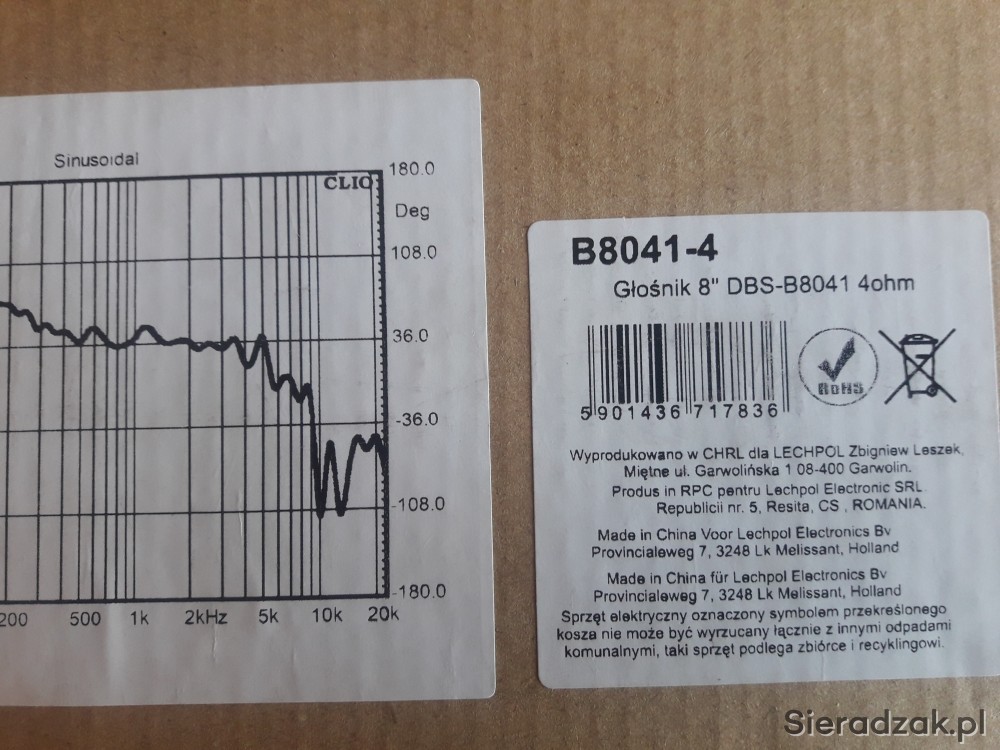 Sinusoidal
CLIO
180.0
Deg
108.0
36.0
-36.0
-108.0
-180.0
200 500 1k 2kHz 5k 10k 20k
B8041-4
Głośnik 8" DBS-B8041 4ohm
5 901436 717836
RoHS
Wyprodukowano w CHRL dla LECHPOL Zbigniew Leszek,
Miętne ul. Garwolińska 1 08-400 Garwolin.
Produs in RPC pentru Lechpol Electronic SRL
Republicii nr. 5, Resita, CS , ROMANIA.
Made in China Voor Lechpol Electronics Bv
Provincialeweg 7, 3248 Lk Melissant, Holland
Made in China für Lechpol Electronics Bv
Provincialeweg 7, 3248 Lk Melissant, Holland
Sprzęt elektryczny oznaczony symbolem przekreślonego
kosza nie może być wyrzucany łącznie z innymi odpadami
komunalnymi, taki sprzęt podlega zbiórce i recyklingowi.
Sieradzak.pl